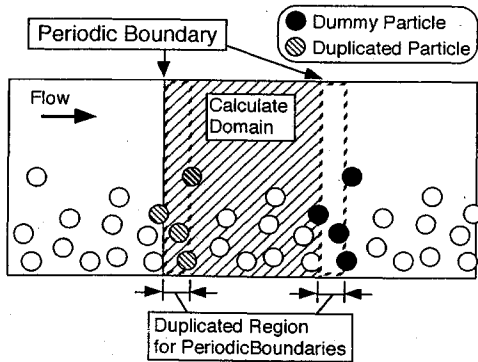 Periodic Boundary
Dummy Particle
Duplicated Particle
Flow
Calculate
Domain
Duplicated Region
for PeriodicBoundaries